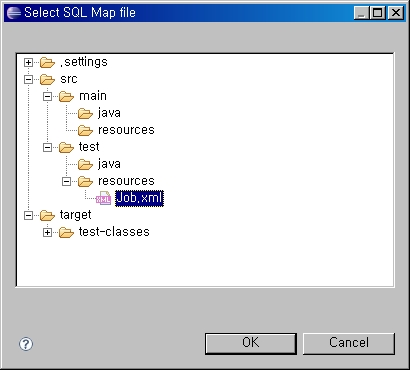 Select SQL Map file
.settings
src
main
java
resources
test
java
resources
Job.xml
target
test-classes
OK
Cancel